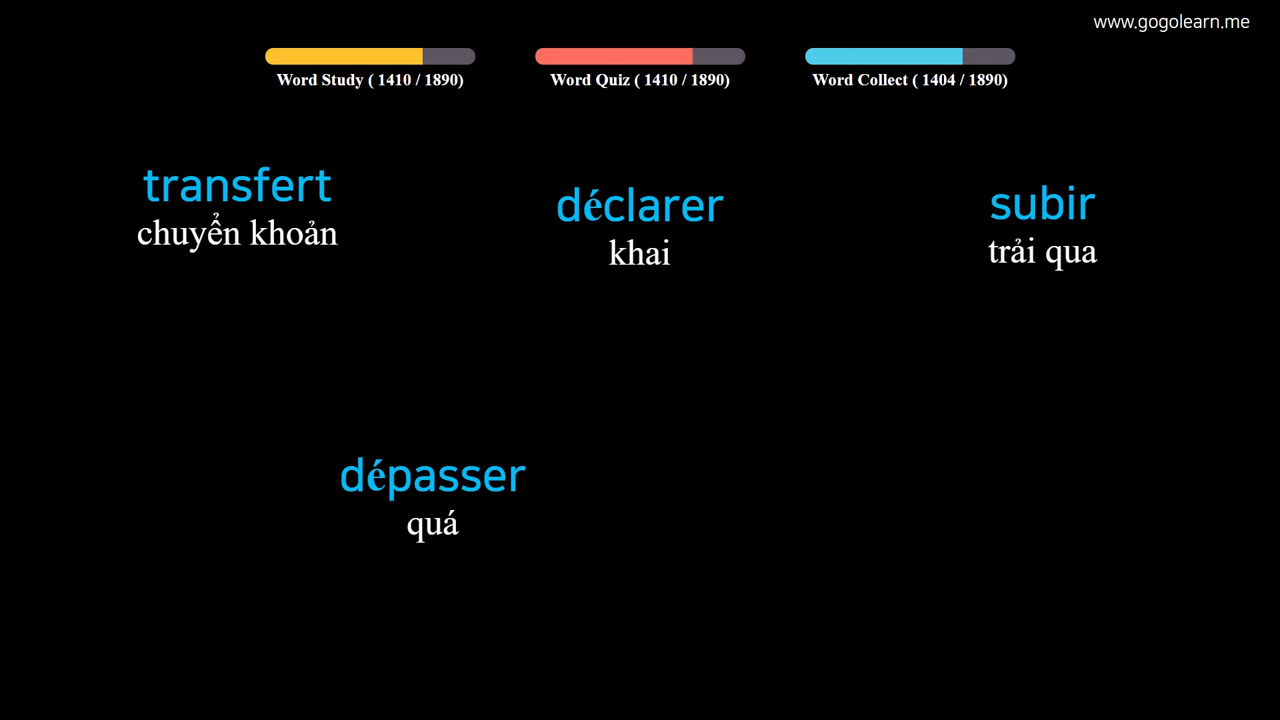 www.gogolearn.me
Word Study ( 1410 / 1890)
Word Quiz ( 1410 / 1890)
Word Collect ( 1404 / 1890)
transfert
chuyển khoản
déclarer
khai
subir
trải qua
dépasser
quá